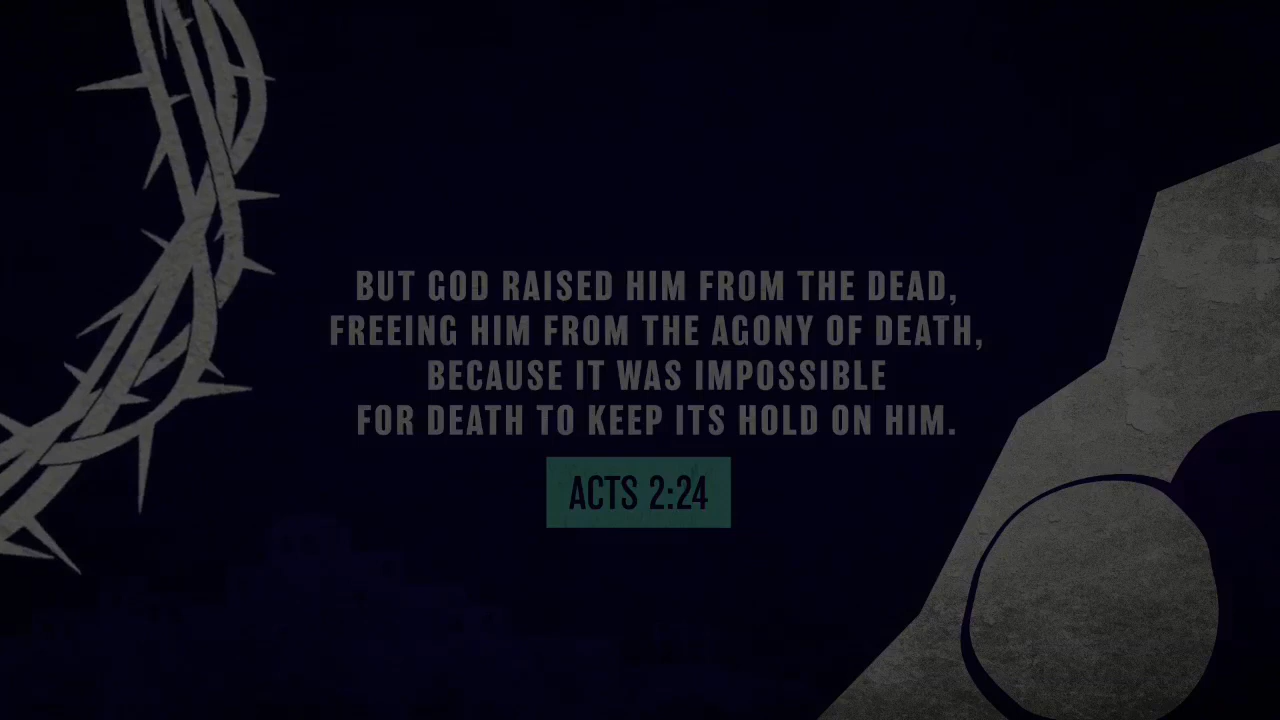 BUT GOD RAISED HIM FROM THE DEAD,
FREEING HIM FROM THE AGONY OF DEATH,
BECAUSE IT WAS IMPOSSIBLE
FOR DEATH TO KEEP ITS HOLD ON HIM.
ACTS 2:24